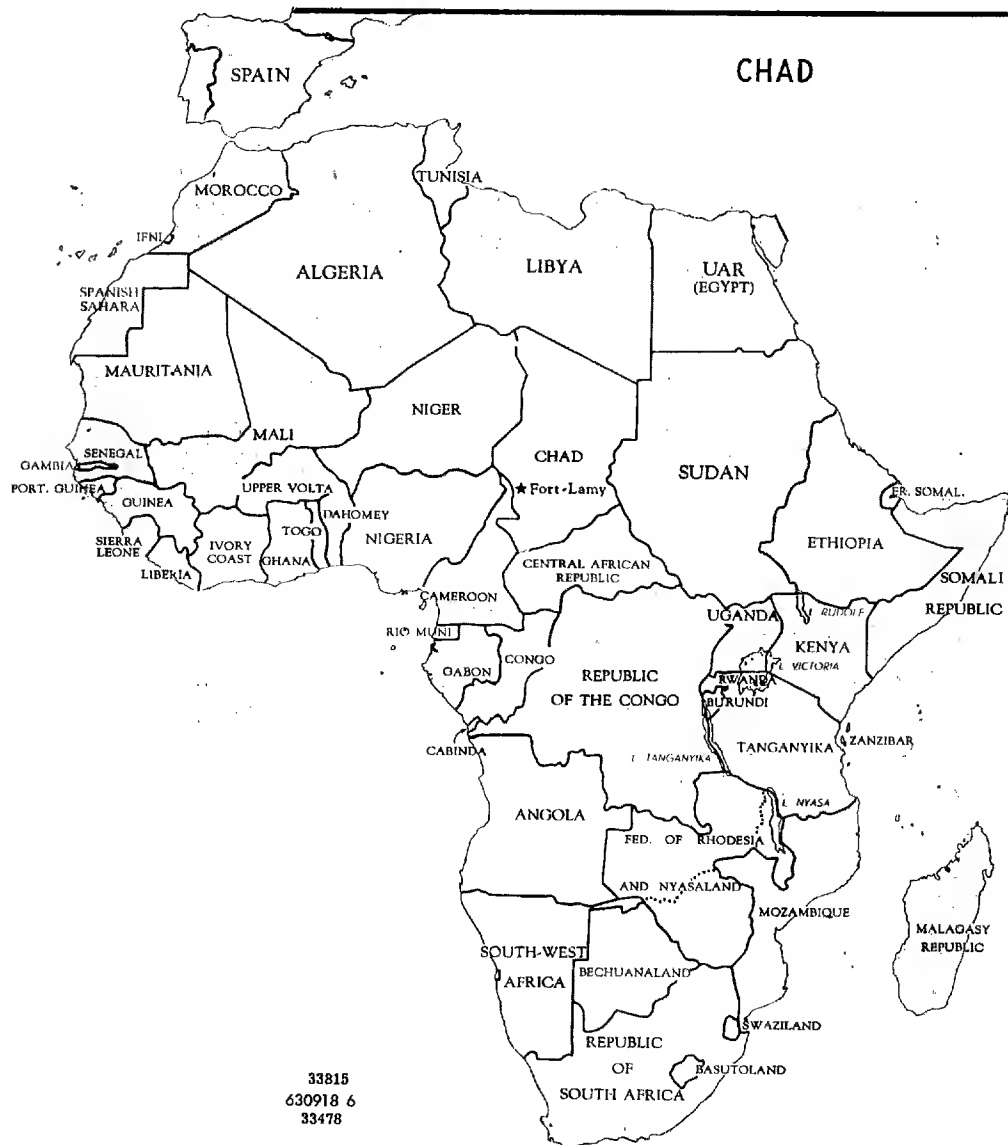 CHAD
SPAIN
MOROCCO
TUNISIA
IFNI
ALGERIA
LIBYA
UAR
(EGYPT)
SPANISH
SAHARA
MAURITANIA
NIGER
MALI
CHAD
SUDAN
SENEGAL
GAMBIA
PORT. GUINEA
GUINEA
UPPER VOLTA
★ Fort-Lamy
FR. SOMAL.
DAHOMEY
TOGO
NIGERIA
SIERRA
LEONE
IVORY
COAST
GHANA
LIBERIA
ETHIOPIA
CENTRAL AFRICAN
REPUBLIC
SOMALI
REPUBLIC
CAMEROON
UGANDA
L. RUDOLF
RIO MUNI
CONGO
GABON
KENYA
L. VICTORIA
REPUBLIC
OF THE CONGO
RWANDA
BURUNDI
CABINDA
L. TANGANYIKA
TANGANYIKA
ZANZIBAR
L. NYASA
ANGOLA
FED. OF RHODESIA
AND NYASALAND
MOZAMBIQUE
MALAGASY
REPUBLIC
SOUTH-WEST
AFRICA
BECHUANALAND
SWAZILAND
REPUBLIC
OF
SOUTH AFRICA
BASUTOLAND
33815
630918 6
33478